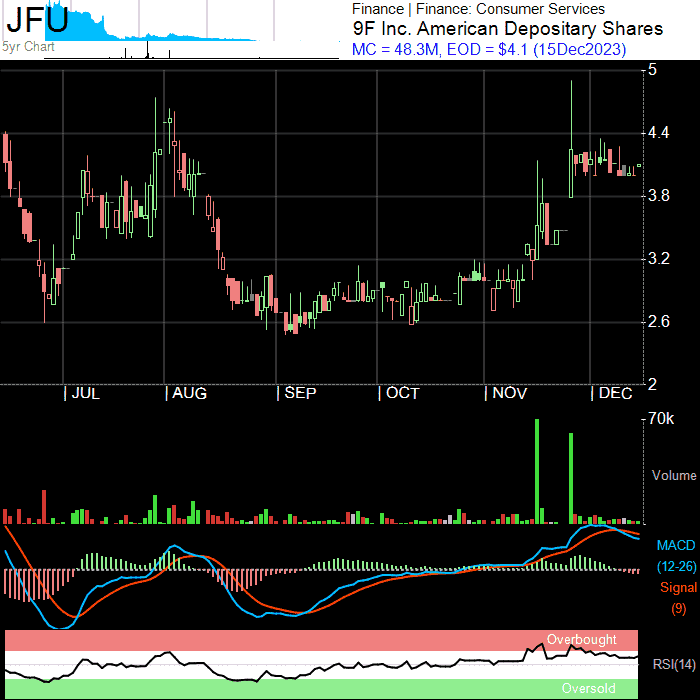 JFU
5yr Chart
Finance | Finance: Consumer Services
9F Inc. American Depositary Shares
MC = 48.3M, EOD = $4.1 (15Dec2023)
5
4.4
3.8
3.2
2.6
2
| JUL | AUG | SEP | OCT | NOV | DEC
70k
Volume
MACD
(12-26)
Signal
(9)
Overbought
RSI(14)
Oversold